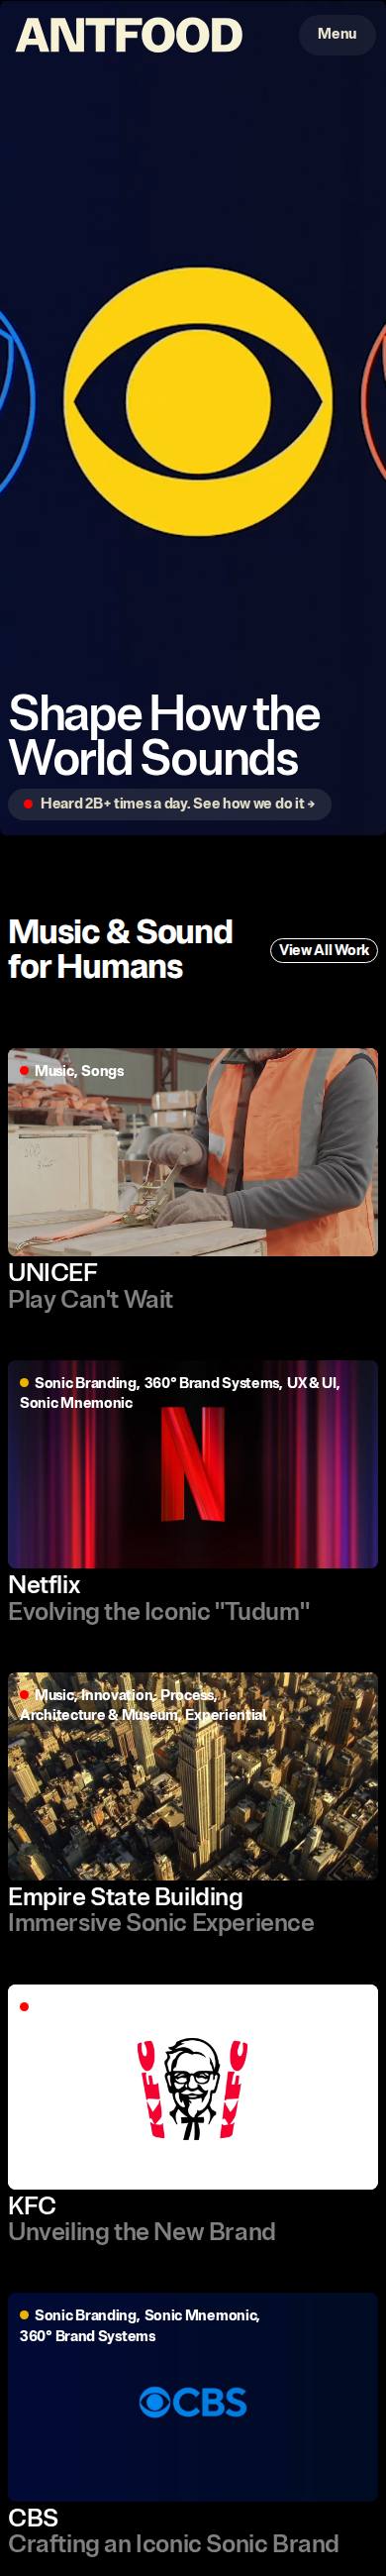 ANTFOOD
Menu
Shape How the
World Sounds
Heard 2B+ times a day. See how we do it →
Music & Sound
for Humans
View All Work
Music, Songs
UNICEF
Play Can't Wait
Sonic Branding, 360° Brand Systems, UX & UI,
Sonic Mnemonic
N
Netflix
Evolving the Iconic "Tudum"
Music, Innovation- Process,
Architecture & Museum, Experiential
Empire State Building
Immersive Sonic Experience
KFC
KFC
KFC
Unveiling the New Brand
Sonic Branding, Sonic Mnemonic,
360° Brand Systems
CBS
CBS
Crafting an Iconic Sonic Brand